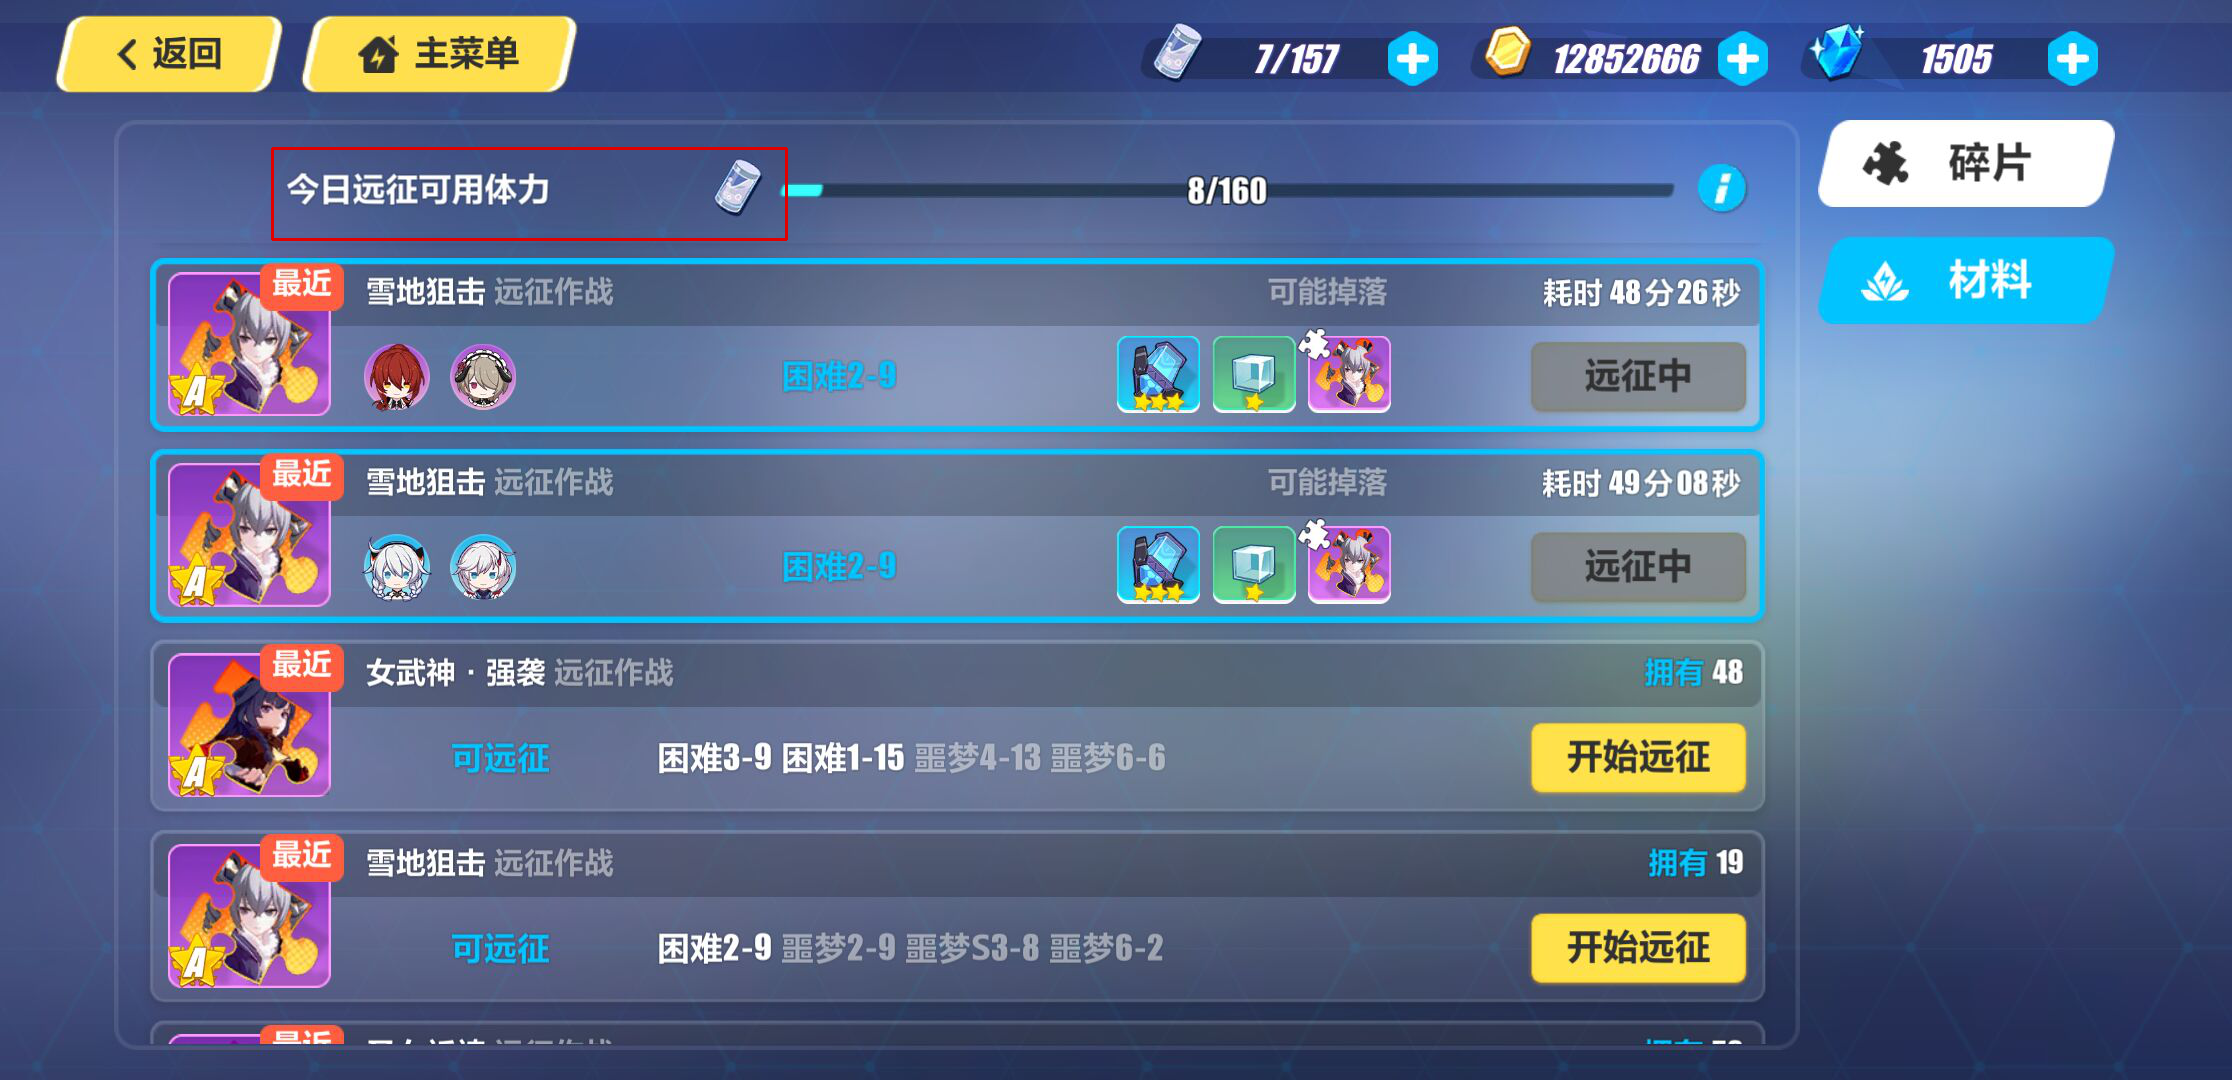 返回 主菜单 7/157 12852666 1505
今日远征可用体力 8/160
碎片
材料
最近 雪地狙击 远征作战 可能掉落 耗时 48分26秒
A 困难2-9 远征中
最近 雪地狙击 远征作战 可能掉落 耗时 49分08秒
A 困难2-9 远征中
最近 女武神·强袭 远征作战 拥有 48
A 可远征 困难3-9 困难1-15 噩梦4-13 噩梦6-6 开始远征
最近 雪地狙击 远征作战 拥有 19
A 可远征 困难2-9 噩梦2-9 噩梦S3-8 噩梦6-2 开始远征
最近 远征作战 拥有